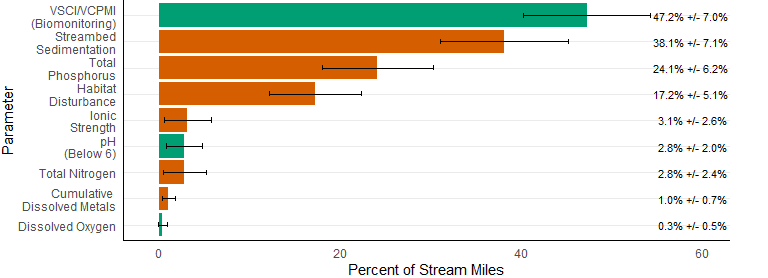 VSCI/VCPMI
(Biomonitoring)
47.2% +/- 7.0%
Streambed
Sedimentation
38.1% +/- 7.1%
Total
Phosphorus
24.1% +/- 6.2%
Habitat
Disturbance
17.2% +/- 5.1%
Ionic
Strength
3.1% +/- 2.6%
pH
(Below 6)
2.8% +/- 2.0%
Total Nitrogen
2.8% +/- 2.4%
Cumulative
Dissolved Metals
1.0% +/- 0.7%
Dissolved Oxygen
0.3% +/- 0.5%
Parameter
0 20 40 60
Percent of Stream Miles